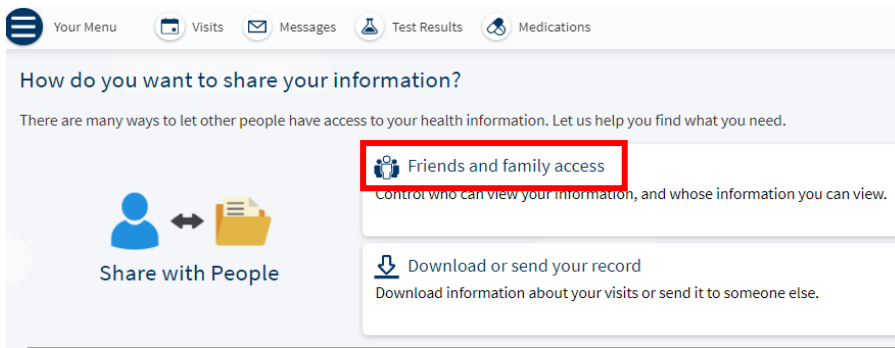 Your Menu Visits Messages Test Results Medications
How do you want to share your information?
There are many ways to let other people have access to your health information. Let us help you find what you need.
Friends and family access
Control who can view your information, and whose information you can view.
Share with People
Download or send your record
Download information about your visits or send it to someone else.